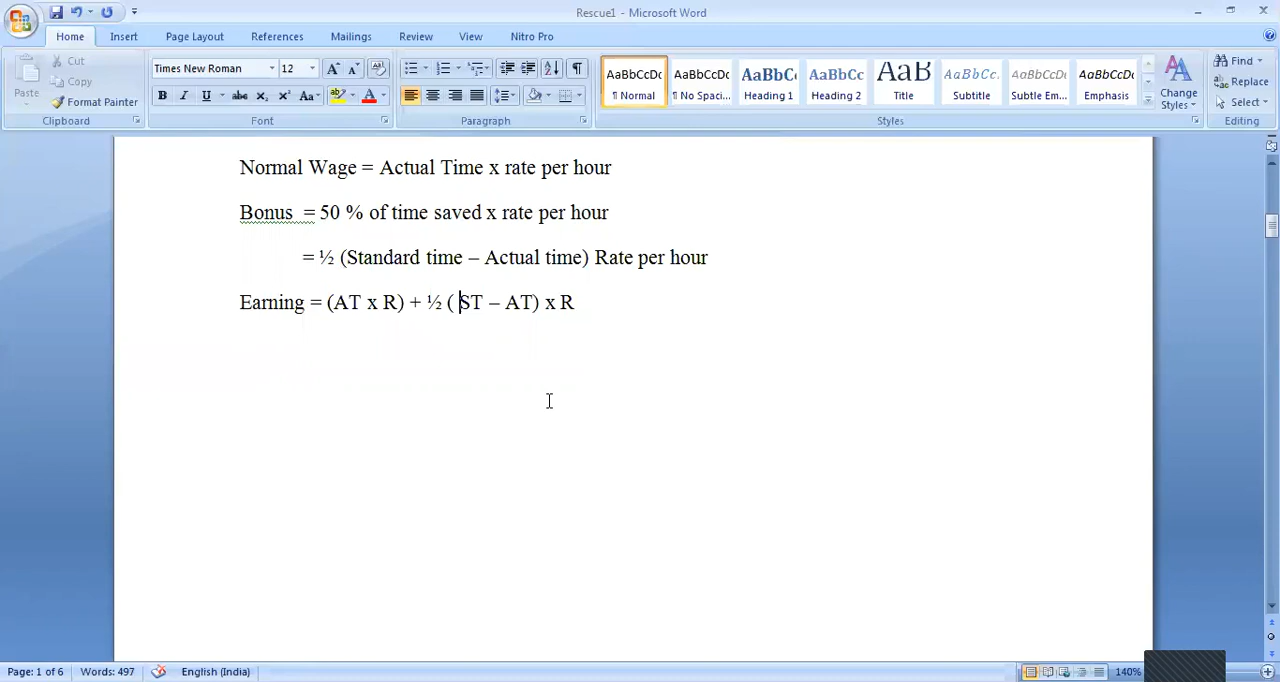 Rescue1 - Microsoft Word
Home Insert Page Layout References Mailings Review View Nitro Pro
Paste Cut Copy Format Painter
Times New Roman 12
AaBbCcDc AaBbCcDc AaBbC AaBbCc AaB AaBbCc. AaBbCcDc AaBbCcDc
Normal No Spaci... Heading 1 Heading 2 Title Subtitle Subtle Em... Emphasis
Change Styles
Find Replace Select
Clipboard Font Paragraph Styles Editing
Normal Wage = Actual Time x rate per hour
Bonus = 50 % of time saved x rate per hour
= ½ (Standard time – Actual time) Rate per hour
Earning = (AT x R) + ½ ( ST – AT) x R
Page: 1 of 6 Words: 497 English (India) 140%